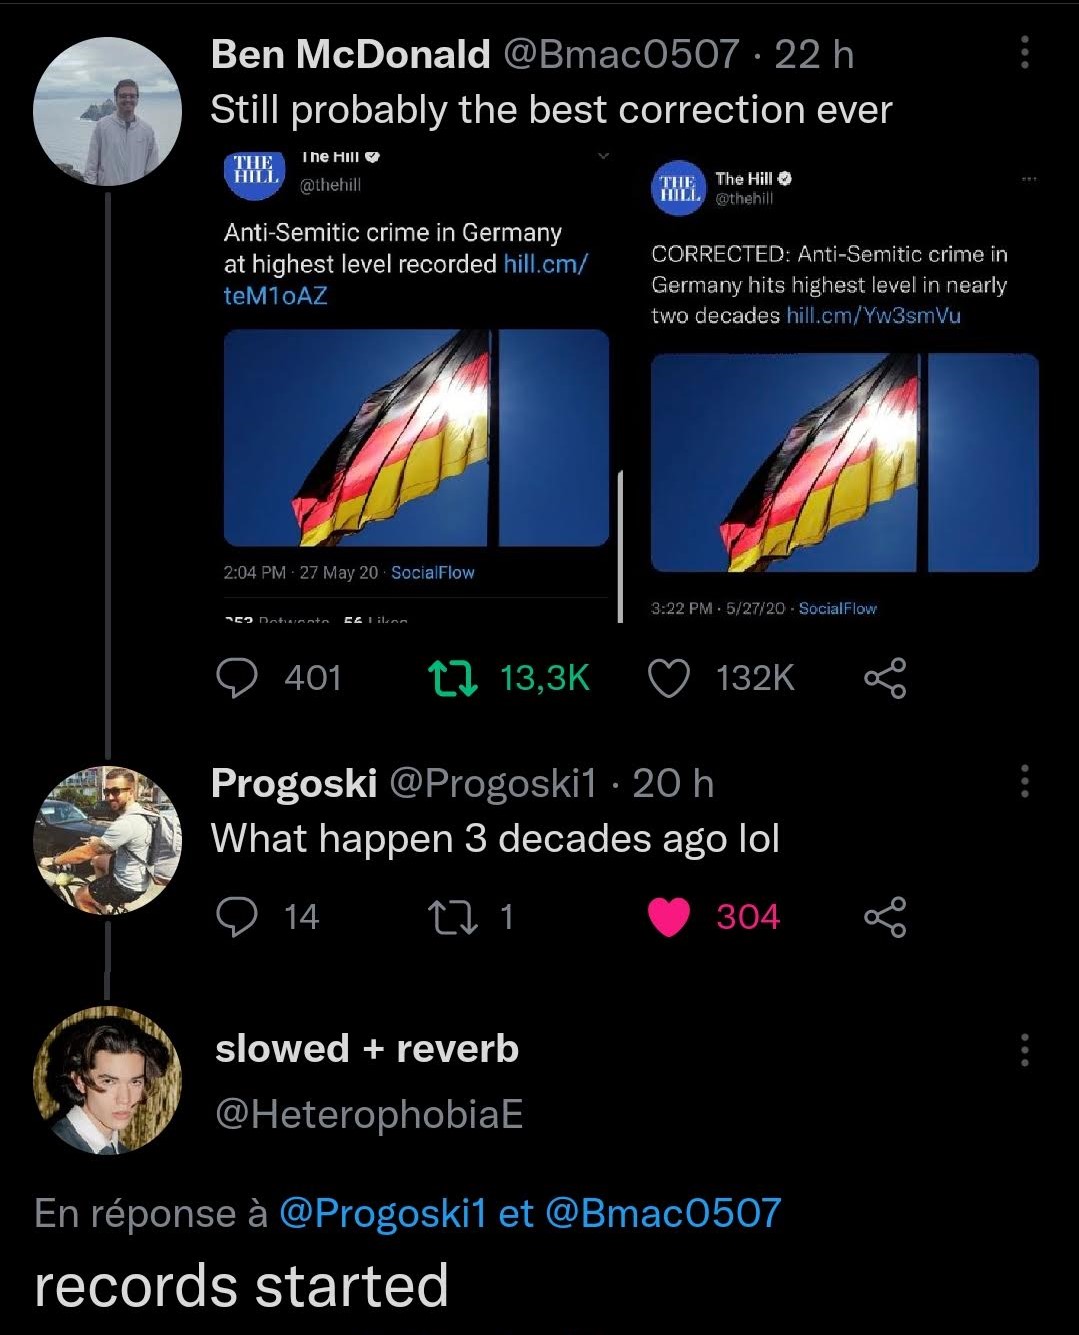 Ben McDonald @Bmac0507 · 22 h
Still probably the best correction ever
THE
HILL
The Hill
@thehill
Anti-Semitic crime in Germany
at highest level recorded hill.cm/
teM1oAZ
2:04 PM · 27 May 20 · SocialFlow
Retweets 56 Likes
THE
HILL
The Hill
@thehill
CORRECTED: Anti-Semitic crime in
Germany hits highest level in nearly
two decades hill.cm/Yw3smVu
3:22 PM · 5/27/20 · SocialFlow
401 13,3K 132K
Progoski @Progoski1 · 20 h
What happen 3 decades ago lol
14 1 304
slowed + reverb
@HeterophobiaE
En réponse à @Progoski1 et @Bmac0507
records started